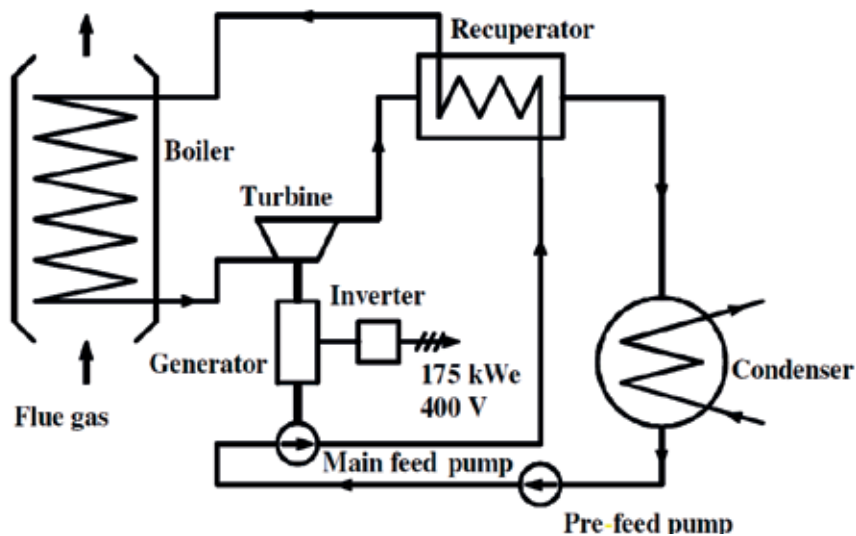 Recuperator
Boiler
Turbine
Inverter
Generator
175 kWe
400 V
Condenser
Flue gas
Main feed pump
Pre-feed pump